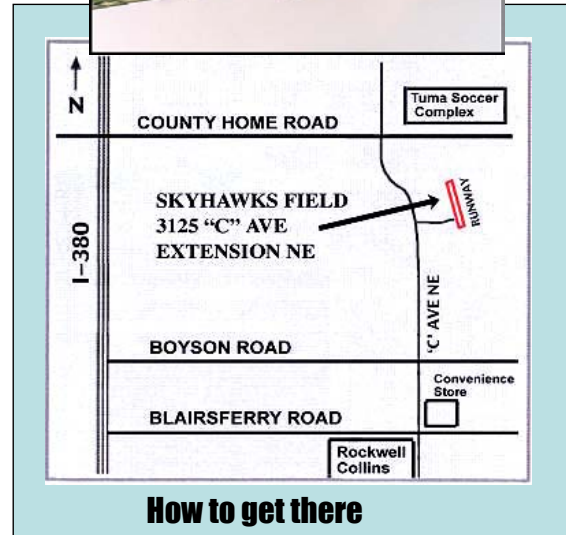 N
Tuma Soccer
Complex
COUNTY HOME ROAD
SKYHAWKS FIELD
3125 “C” AVE
EXTENSION NE
RUNWAY
I–380
'C' AVE NE
BOYSON ROAD
Convenience
Store
BLAIRSFERRY ROAD
Rockwell
Collins
How to get there